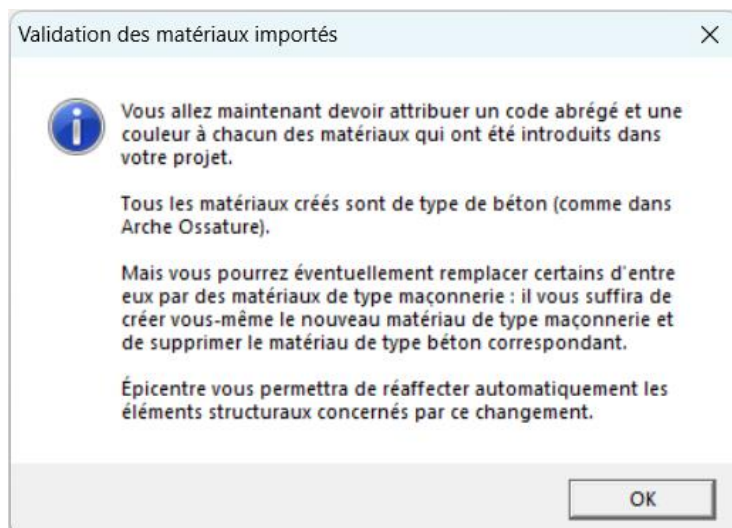 Validation des matériaux importés
Vous allez maintenant devoir attribuer un code abrégé et une
couleur à chacun des matériaux qui ont été introduits dans
votre projet.
Tous les matériaux créés sont de type de béton (comme dans
Arche Ossature).
Mais vous pourrez éventuellement remplacer certains d'entre
eux par des matériaux de type maçonnerie : il vous suffira de
créer vous-même le nouveau matériau de type maçonnerie et
de supprimer le matériau de type béton correspondant.
Épicentre vous permettra de réaffecter automatiquement les
éléments structuraux concernés par ce changement.
OK